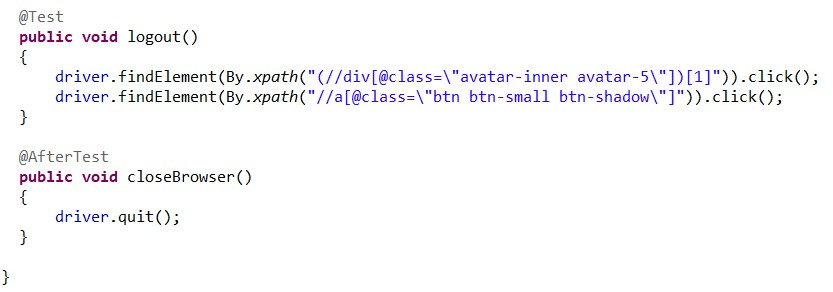 @Test
public void logout()
{
driver.findElement(By.xpath("(//div[@class=\"avatar-inner avatar-5\"])[1]")).click();
driver.findElement(By.xpath("//a[@class=\"btn btn-small btn-shadow\"]")).click();
}
@AfterTest
public void closeBrowser()
{
driver.quit();
}
}